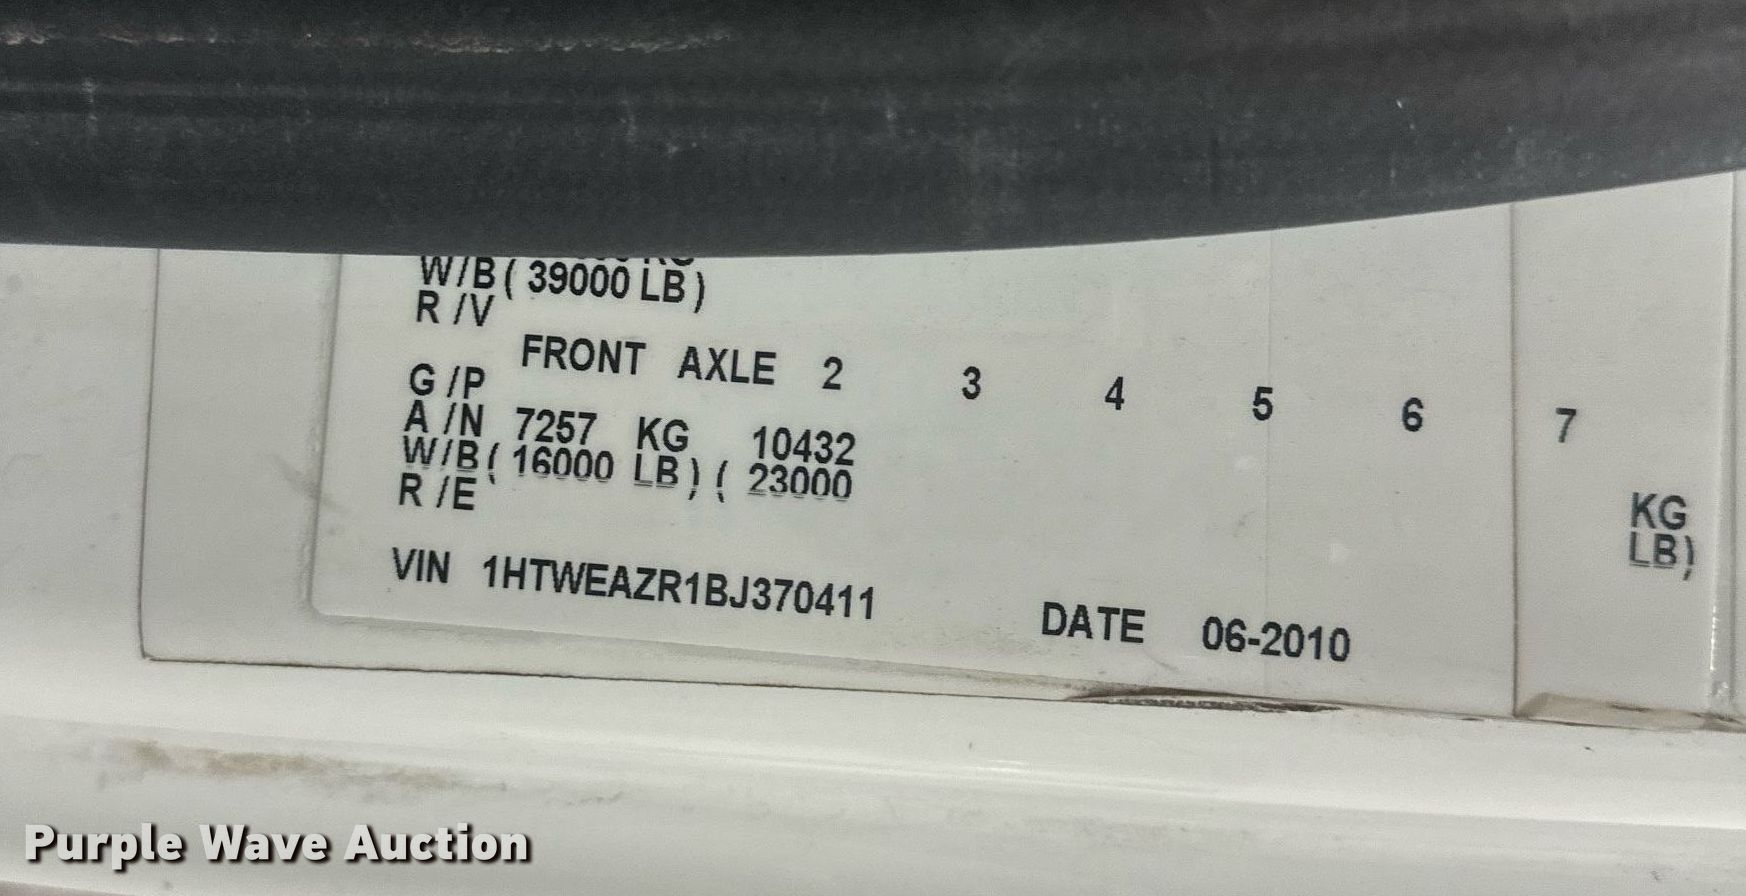 W/B ( 39000 LB )
R /V
FRONT AXLE 2 3 4 5 6 7
G /P
A /N 7257 KG 10432 KG
W/B ( 16000 LB ) ( 23000 LB)
R /E
VIN 1HTWEAZR1BJ370411 DATE 06-2010
Purple Wave Auction